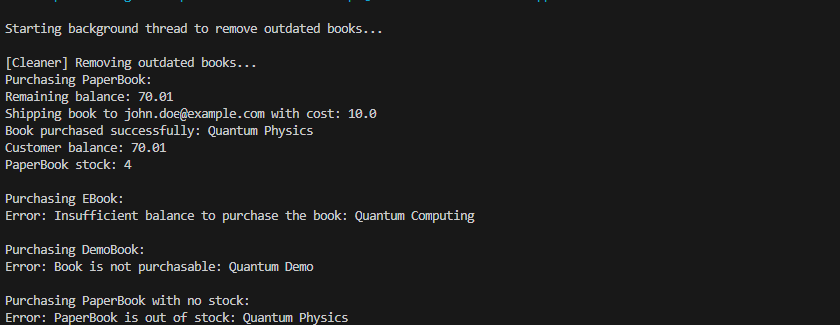 Starting background thread to remove outdated books...
[Cleaner] Removing outdated books...
Purchasing PaperBook:
Remaining balance: 70.01
Shipping book to john.doe@example.com with cost: 10.0
Book purchased successfully: Quantum Physics
Customer balance: 70.01
PaperBook stock: 4
Purchasing EBook:
Error: Insufficient balance to purchase the book: Quantum Computing
Purchasing DemoBook:
Error: Book is not purchasable: Quantum Demo
Purchasing PaperBook with no stock:
Error: PaperBook is out of stock: Quantum Physics